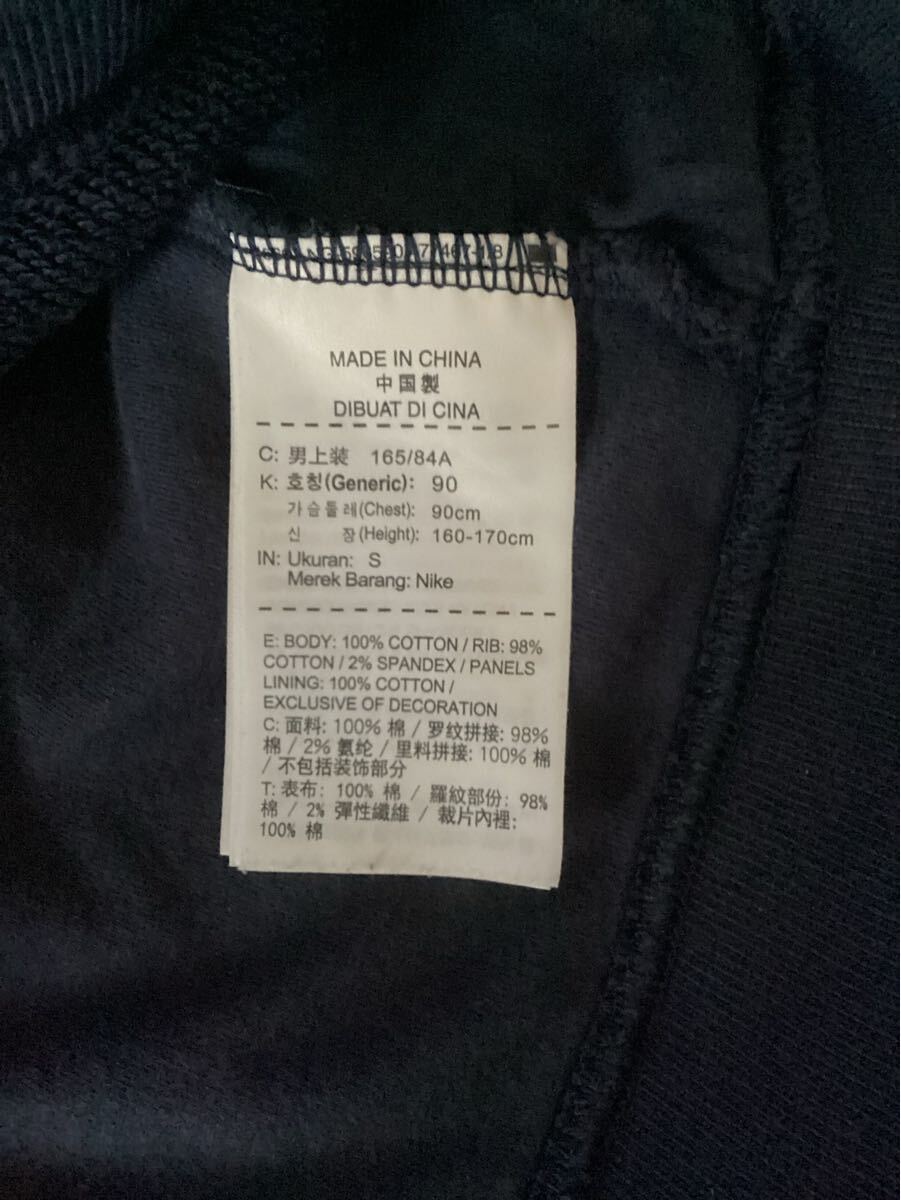 MADE IN CHINA
中国製
DIBUAT DI CINA
C: 男上装 165/84A
K: 호칭(Generic): 90
가슴둘레(Chest): 90cm
신 장(Height): 160-170cm
IN: Ukuran: S
Merek Barang: Nike
E: BODY: 100% COTTON / RIB: 98%
COTTON / 2% SPANDEX / PANELS
LINING: 100% COTTON /
EXCLUSIVE OF DECORATION
C: 面料: 100% 棉 / 罗纹拼接: 98%
棉 / 2% 氨纶 / 里料拼接: 100% 棉
/ 不包括装饰部分
T: 表布: 100% 棉 / 羅紋部份: 98%
棉 / 2% 彈性纖維 / 裁片內裡:
100% 棉